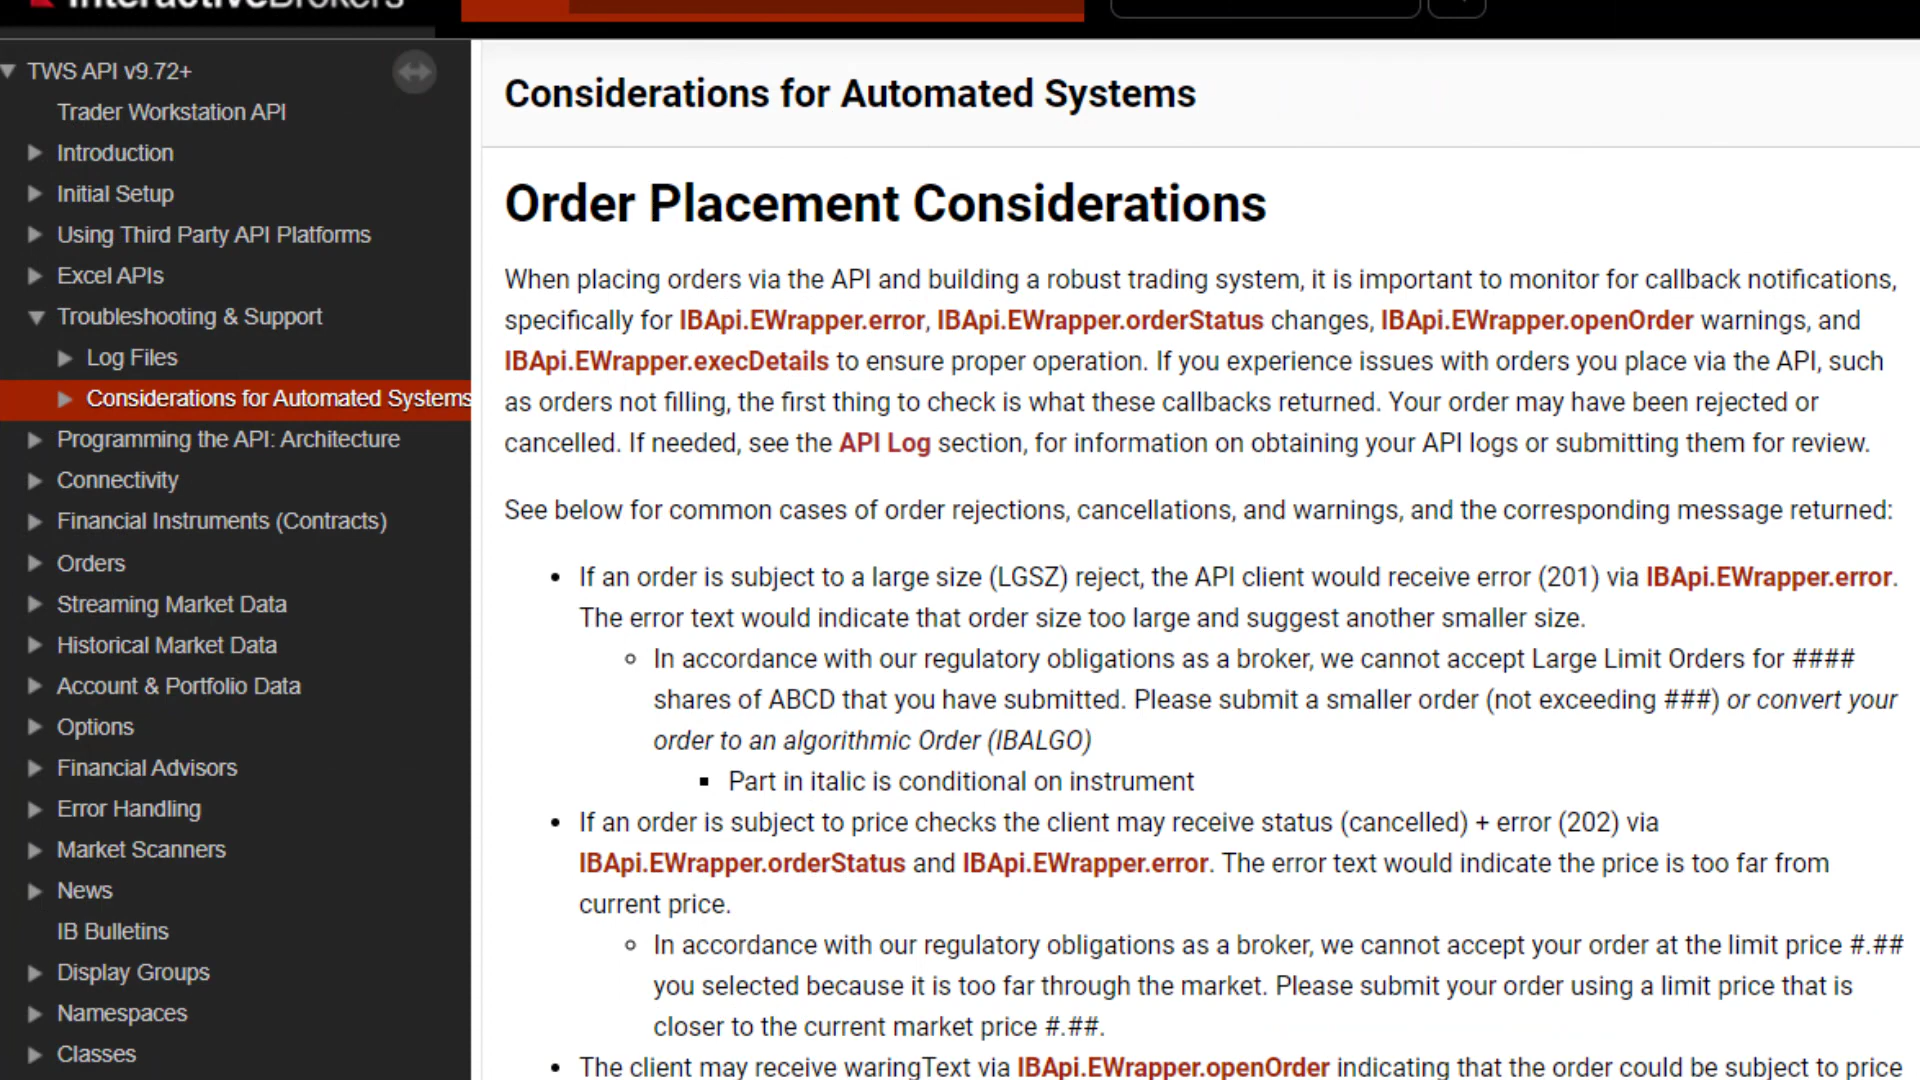 InteractiveBrokers
TWS API v9.72+
Trader Workstation API
Introduction
Initial Setup
Using Third Party API Platforms
Excel APIs
Troubleshooting & Support
Log Files
Considerations for Automated Systems
Programming the API: Architecture
Connectivity
Financial Instruments (Contracts)
Orders
Streaming Market Data
Historical Market Data
Account & Portfolio Data
Options
Financial Advisors
Error Handling
Market Scanners
News
IB Bulletins
Display Groups
Namespaces
Classes
Considerations for Automated Systems
Order Placement Considerations
When placing orders via the API and building a robust trading system, it is important to monitor for callback notifications,
specifically for IBApi.EWrapper.error, IBApi.EWrapper.orderStatus changes, IBApi.EWrapper.openOrder warnings, and
IBApi.EWrapper.execDetails to ensure proper operation. If you experience issues with orders you place via the API, such
as orders not filling, the first thing to check is what these callbacks returned. Your order may have been rejected or
cancelled. If needed, see the API Log section, for information on obtaining your API logs or submitting them for review.
See below for common cases of order rejections, cancellations, and warnings, and the corresponding message returned:
• If an order is subject to a large size (LGSZ) reject, the API client would receive error (201) via IBApi.EWrapper.error.
The error text would indicate that order size too large and suggest another smaller size.
◦ In accordance with our regulatory obligations as a broker, we cannot accept Large Limit Orders for ####
shares of ABCD that you have submitted. Please submit a smaller order (not exceeding ###) or convert your
order to an algorithmic Order (IBALGO)
▪ Part in italic is conditional on instrument
• If an order is subject to price checks the client may receive status (cancelled) + error (202) via
IBApi.EWrapper.orderStatus and IBApi.EWrapper.error. The error text would indicate the price is too far from
current price.
◦ In accordance with our regulatory obligations as a broker, we cannot accept your order at the limit price #.##
you selected because it is too far through the market. Please submit your order using a limit price that is
closer to the current market price #.##.
• The client may receive waringText via IBApi.EWrapper.openOrder indicating that the order could be subject to price